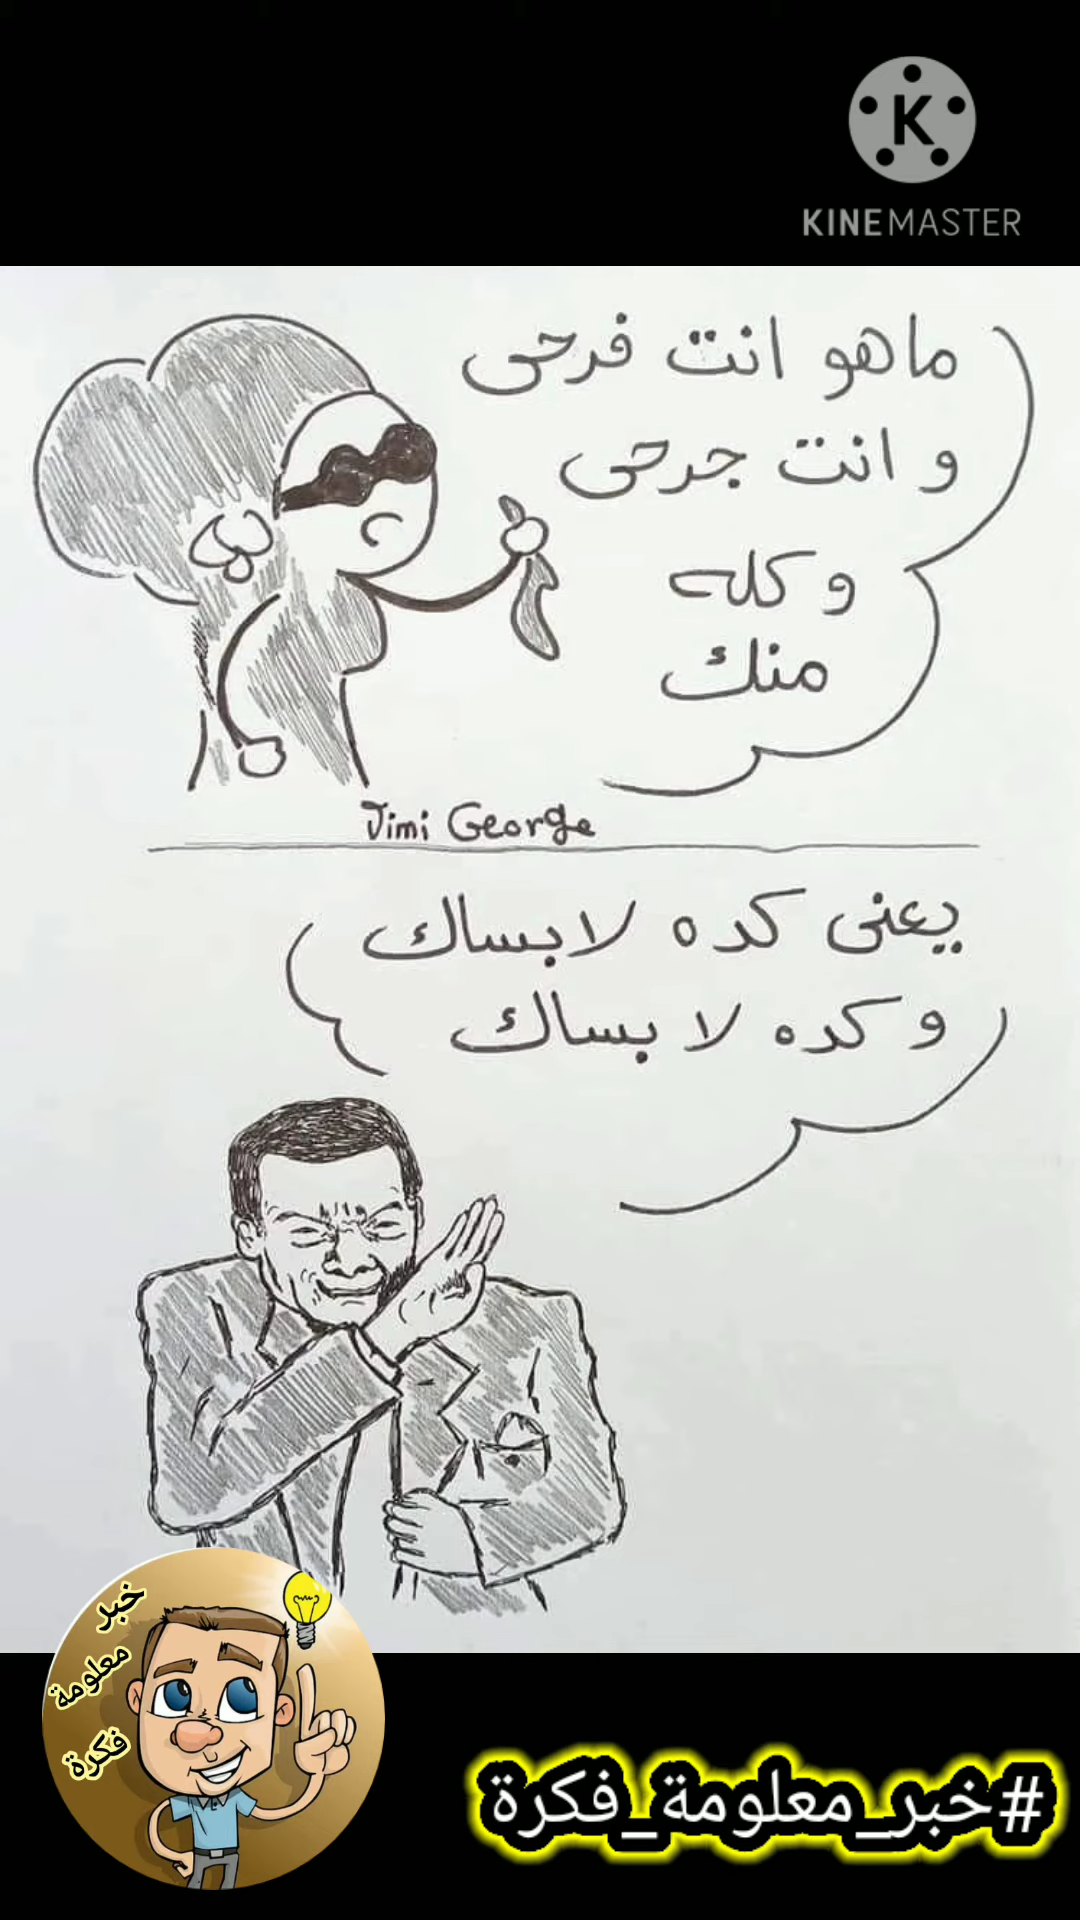 KINEMASTER
ماهو انت فرحى
و انت جرحى
و كله
منك
Jimi George
يعنى كده لابساك
و كده لا بساك
خبر
معلومة
فكرة
#خبر_معلومة_فكرة